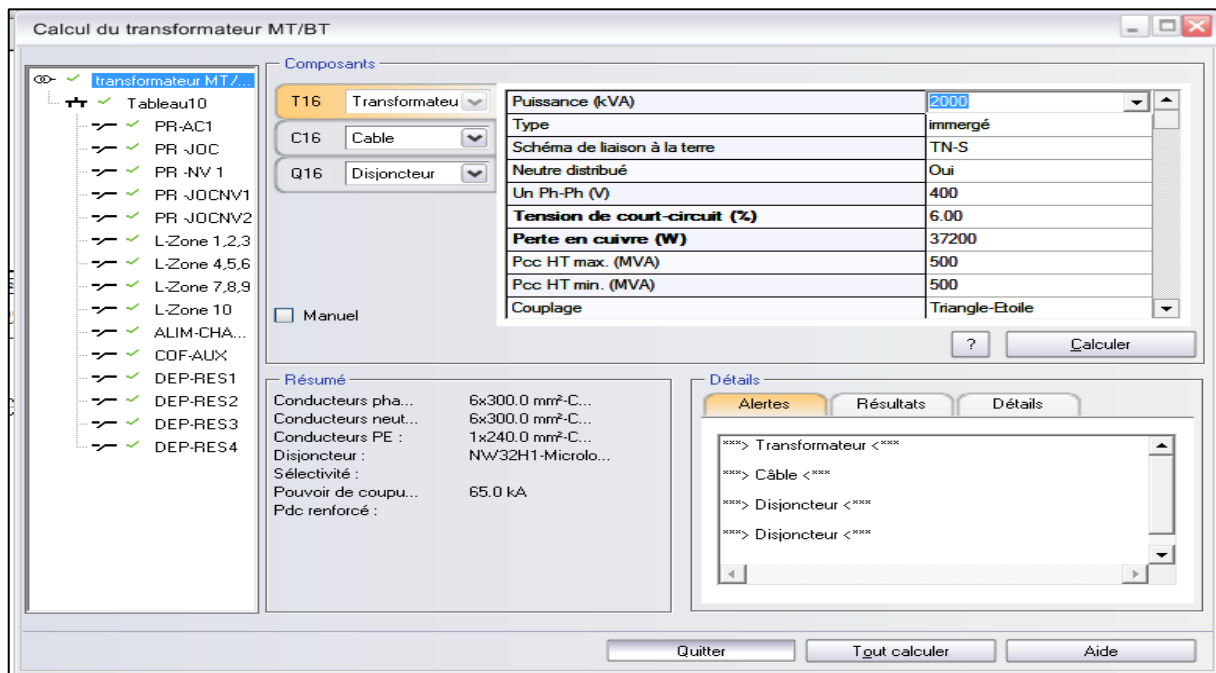 Calcul du transformateur MT/BT
transformateur MT/...
Tableau10
PR-AC1
PR -JOC
PR -NV 1
PR -JOCNV1
PR -JOCNV2
L-Zone 1,2,3
L-Zone 4,5,6
L-Zone 7,8,9
L-Zone 10
ALIM-CHA...
COF-AUX
DEP-RES1
DEP-RES2
DEP-RES3
DEP-RES4
Composants
T16 Transformateu
C16 Cable
Q16 Disjoncteur
Manuel
Puissance (kVA) 2000
Type immergé
Schéma de liaison à la terre TN-S
Neutre distribué Oui
Un Ph-Ph (V) 400
Tension de court-circuit (%) 6.00
Perte en cuivre (W) 37200
Pcc HT max. (MVA) 500
Pcc HT min. (MVA) 500
Couplage Triangle-Etoile
? Calculer
Résumé
Conducteurs pha... 6x300.0 mm²-C...
Conducteurs neut... 6x300.0 mm²-C...
Conducteurs PE : 1x240.0 mm²-C...
Disjoncteur : NW32H1-Microlo...
Sélectivité :
Pouvoir de coupu... 65.0 kA
Pdc renforcé :
Détails
Alertes Résultats Détails
***> Transformateur <***
***> Câble <***
***> Disjoncteur <***
***> Disjoncteur <***
Quitter Tout calculer Aide